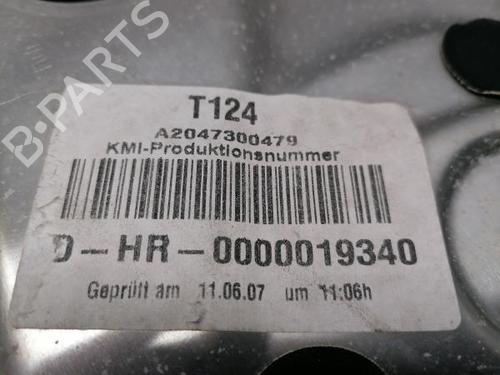 B-PARTS
T124
A2047300479
KMI-Produktionsnummer
D-HR-0000019340
Geprüft am 11.06.07 um 11:06h